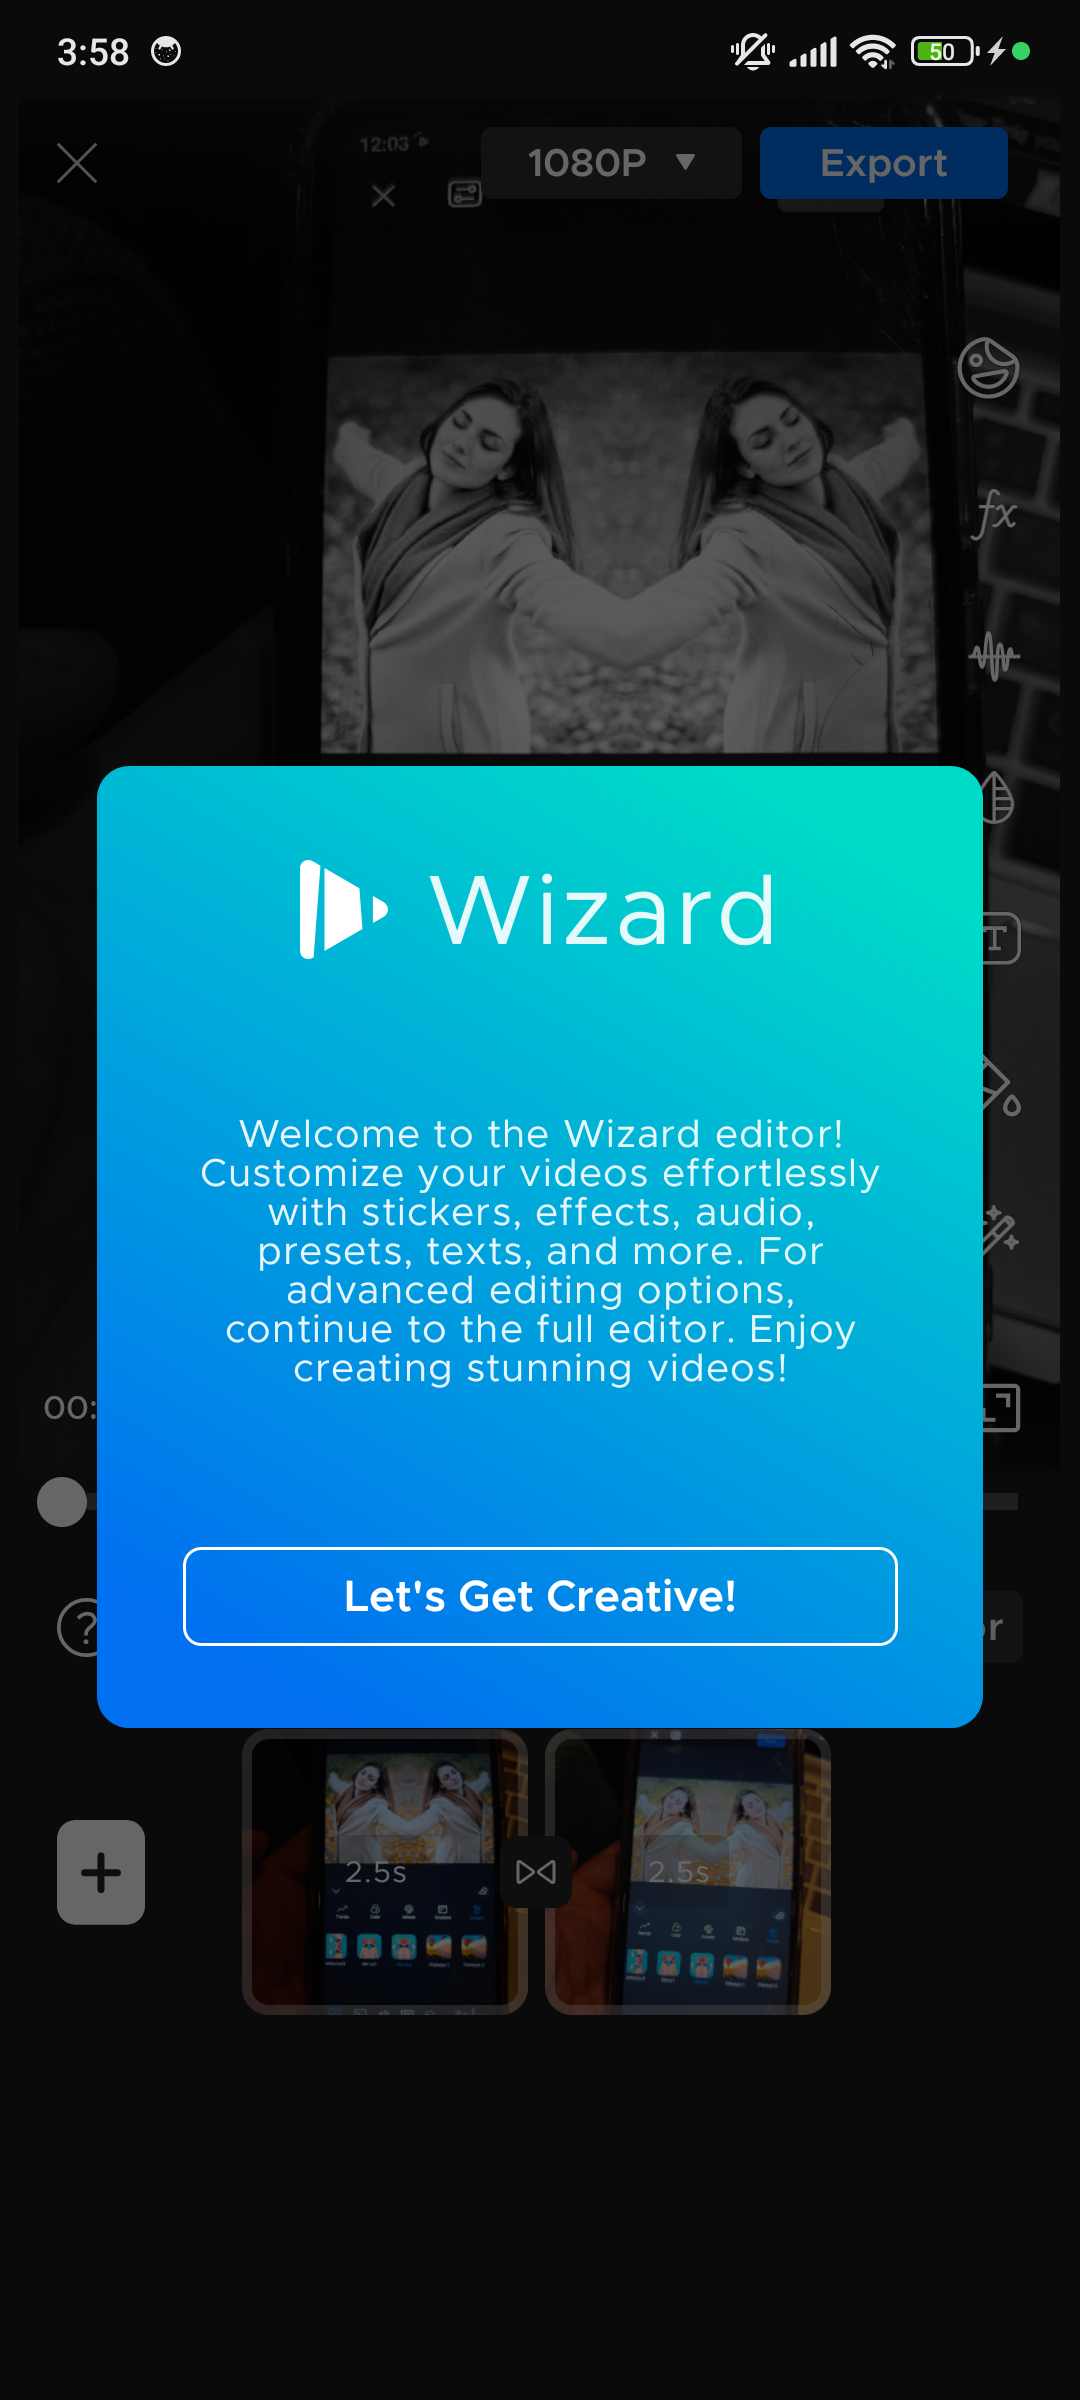 3:58
50
12:03
1080P
Export
fx
Wizard
T
Welcome to the Wizard editor!
Customize your videos effortlessly
with stickers, effects, audio,
presets, texts, and more. For
advanced editing options,
continue to the full editor. Enjoy
creating stunning videos!
00:
Let's Get Creative!
?
or
2.5s
2.5s